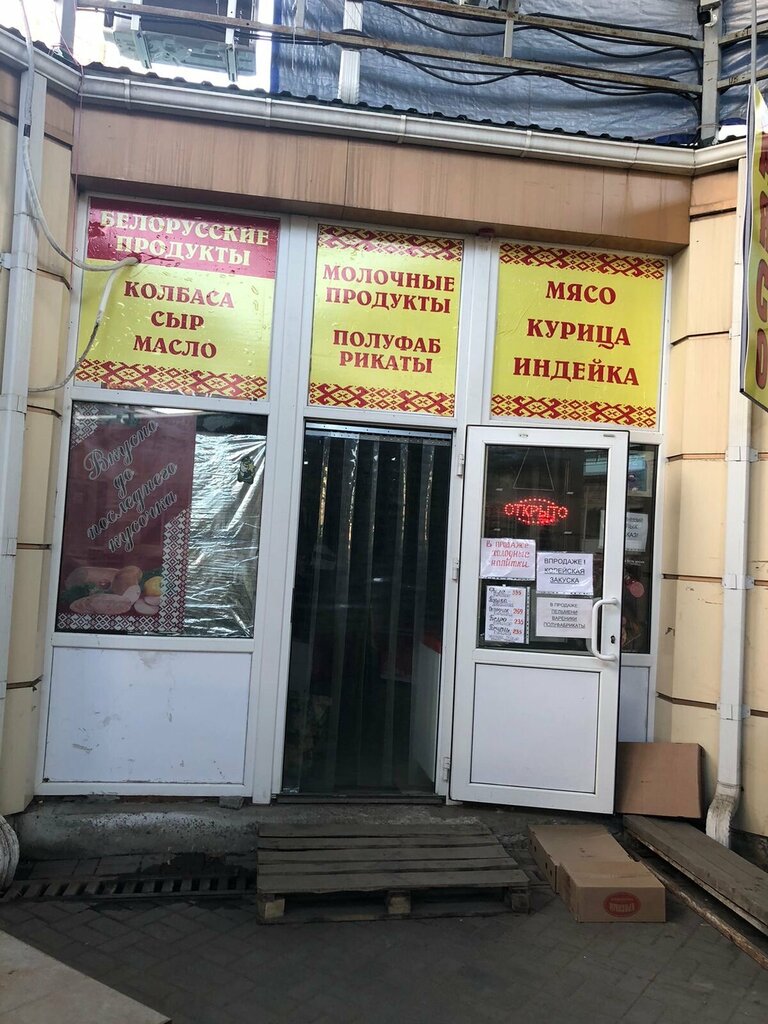 БЕЛОРУССКИЕ
ПРОДУКТЫ
КОЛБАСА
СЫР
МАСЛО
МОЛОЧНЫЕ
ПРОДУКТЫ
ПОЛУФАБ
РИКАТЫ
МЯСО
КУРИЦА
ИНДЕЙКА
Вкусно
до
последнего
кусочка
ОТКРЫТО
В ПРОДАЖЕ
ХОЛОДНЫЕ
НАПИТКИ
ВПРОДАЖЕ !
КОРЕЙСКАЯ
ЗАКУСКА
В ПРОДАЖЕ
ПЕЛЬМЕНИ
ВАРЕНИКИ
ПОЛУФАБРИКАТЫ